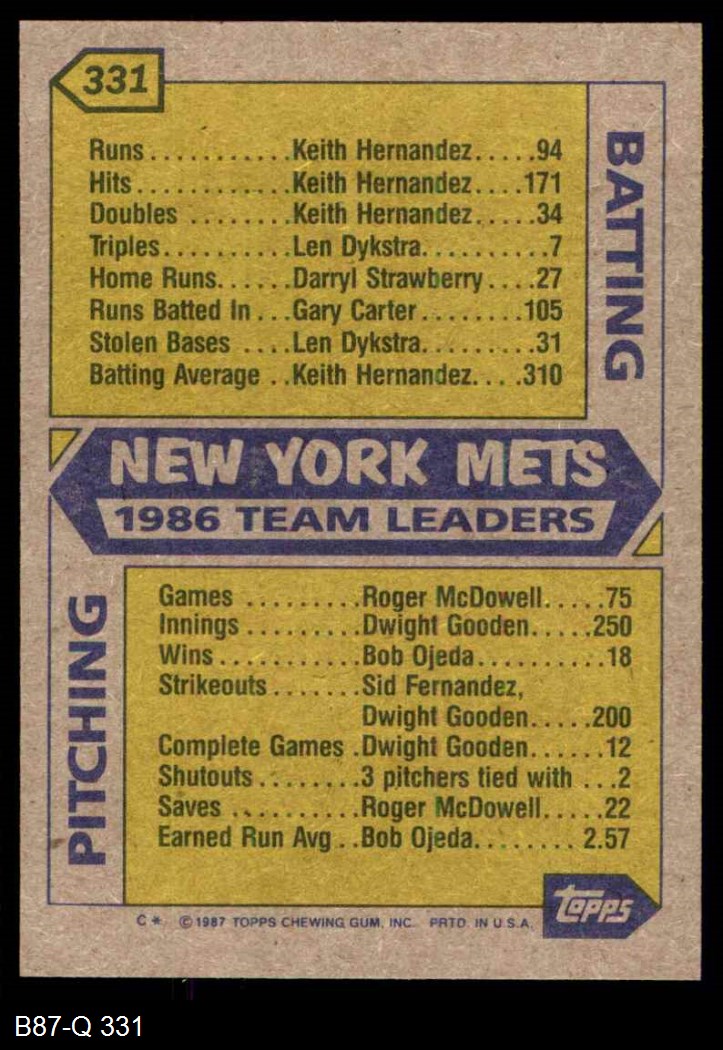 331
BATTING
Runs...........Keith Hernandez.....94
Hits............Keith Hernandez....171
Doubles ........Keith Hernandez.....34
Triples..........Len Dykstra..........7
Home Runs......Darryl Strawberry....27
Runs Batted In...Gary Carter........105
Stolen Bases ....Len Dykstra.........31
Batting Average ..Keith Hernandez....310
NEW YORK METS
1986 TEAM LEADERS
PITCHING
Games .........Roger McDowell.....75
Innings .........Dwight Gooden.....250
Wins...........Bob Ojeda..........18
Strikeouts.......Sid Fernandez,
Dwight Gooden.....200
Complete Games .Dwight Gooden......12
Shutouts........3 pitchers tied with ...2
Saves ..........Roger McDowell.....22
Earned Run Avg..Bob Ojeda........ 2.57
Topps
C* ©1987 TOPPS CHEWING GUM, INC. PRTD. IN U.S.A.
B87-Q 331